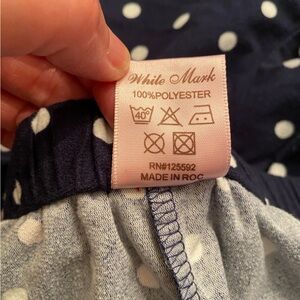 White Mark
100%POLYESTER
40°
RN#125592
MADE IN ROC